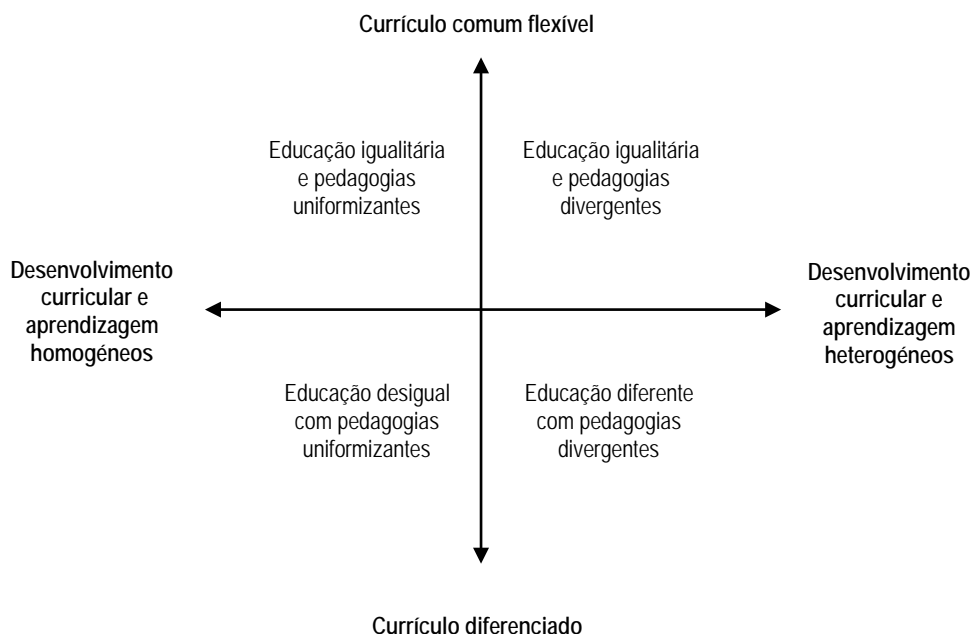 Currículo comum flexível
Educação igualitária
e pedagogias
uniformizantes
Educação igualitária
e pedagogias
divergentes
Desenvolvimento
curricular e
aprendizagem
homogéneos
Desenvolvimento
curricular e
aprendizagem
heterogéneos
Educação desigual
com pedagogias
uniformizantes
Educação diferente
com pedagogias
divergentes
Currículo diferenciado